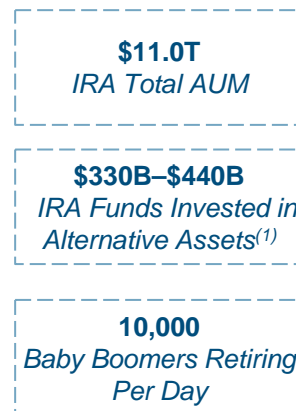 $11.0T
IRA Total AUM
$330B–$440B
IRA Funds Invested in
Alternative Assets(1)
10,000
Baby Boomers Retiring
Per Day